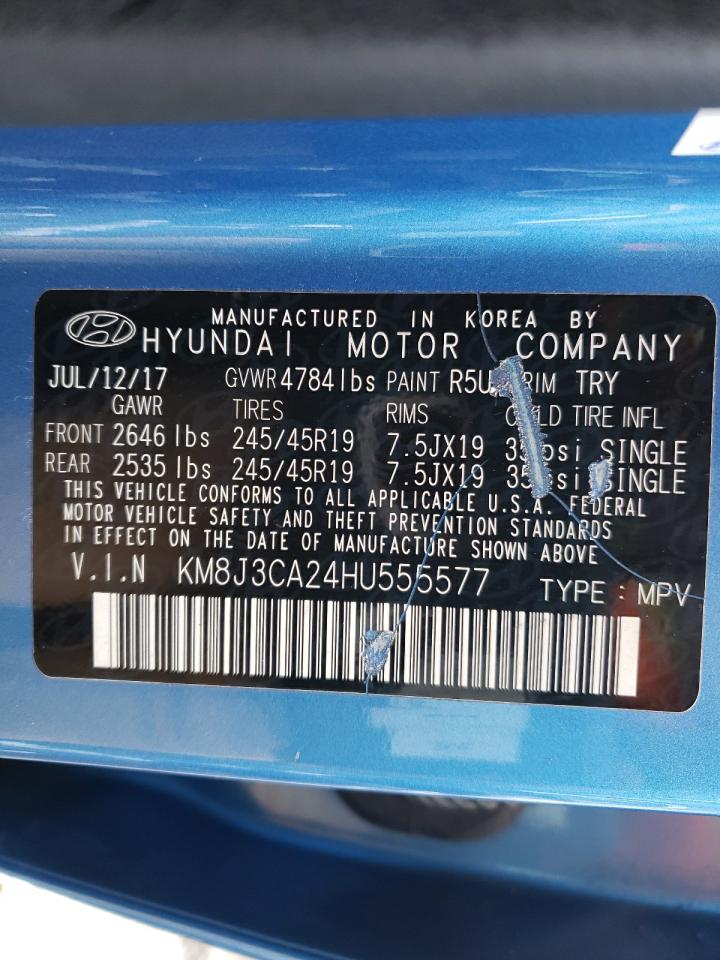 MANUFACTURED IN KOREA BY
HYUNDAI MOTOR COMPANY
JUL/12/17 GVWR 4784 lbs PAINT TRY
GAWR TIRES RIMS TIRE INFL
FRONT 2646 lbs 245/45R19 7.5JX19 SINGLE
REAR 2535 lbs 245/45R19 7.5JX19 SINGLE
THIS VEHICLE CONFORMS TO ALL APPLICABLE U.S.A. FEDERAL
MOTOR VEHICLE SAFETY AND THEFT PREVENTION STANDARDS
IN EFFECT ON THE DATE OF MANUFACTURE SHOWN ABOVE
V.I.N KM8J3CA24HU555577 TYPE : MPV